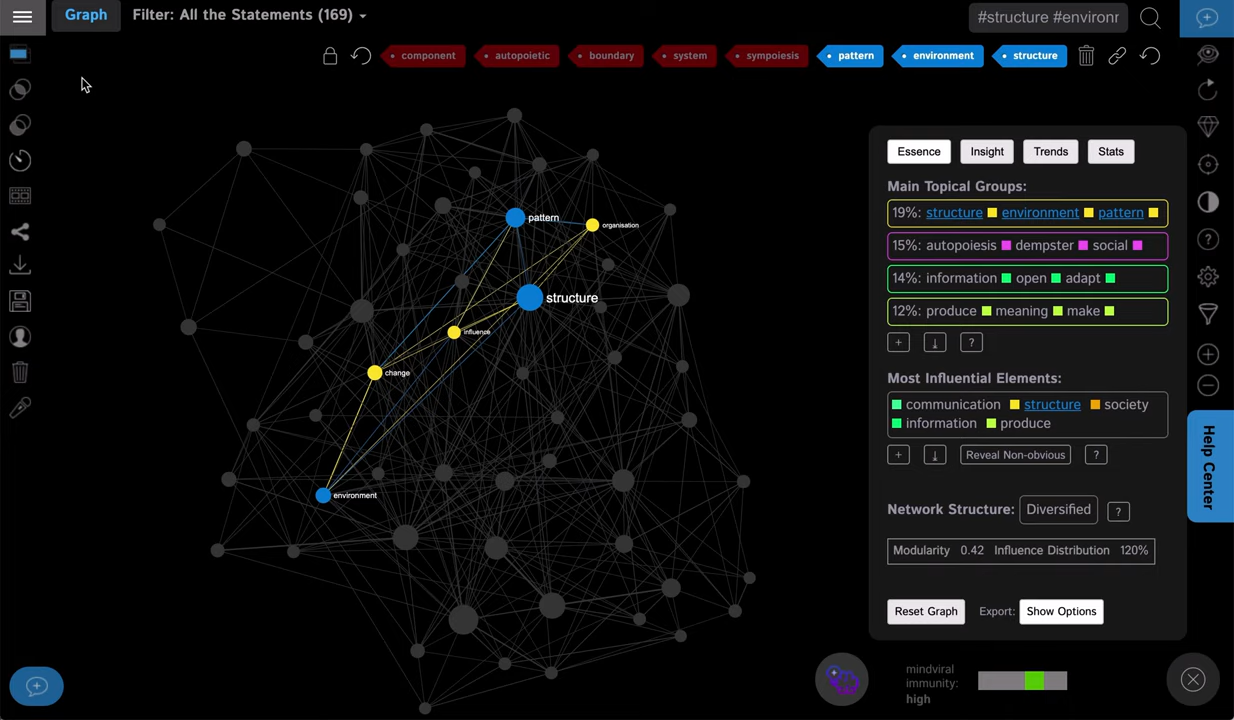 Graph
Filter: All the Statements (169)
#structure #environr
component
autopoietic
boundary
system
sympoiesis
pattern
environment
structure
pattern
organisation
structure
influence
change
environment
Essence
Insight
Trends
Stats
Main Topical Groups:
19%: structure environment pattern
15%: autopoiesis dempster social
14%: information open adapt
12%: produce meaning make
+ ↓ ?
Most Influential Elements:
communication structure society
information produce
+ ↓ Reveal Non-obvious ?
Network Structure: Diversified ?
Modularity 0.42 Influence Distribution 120%
Reset Graph Export: Show Options
mindviral
immunity:
high
Help Center